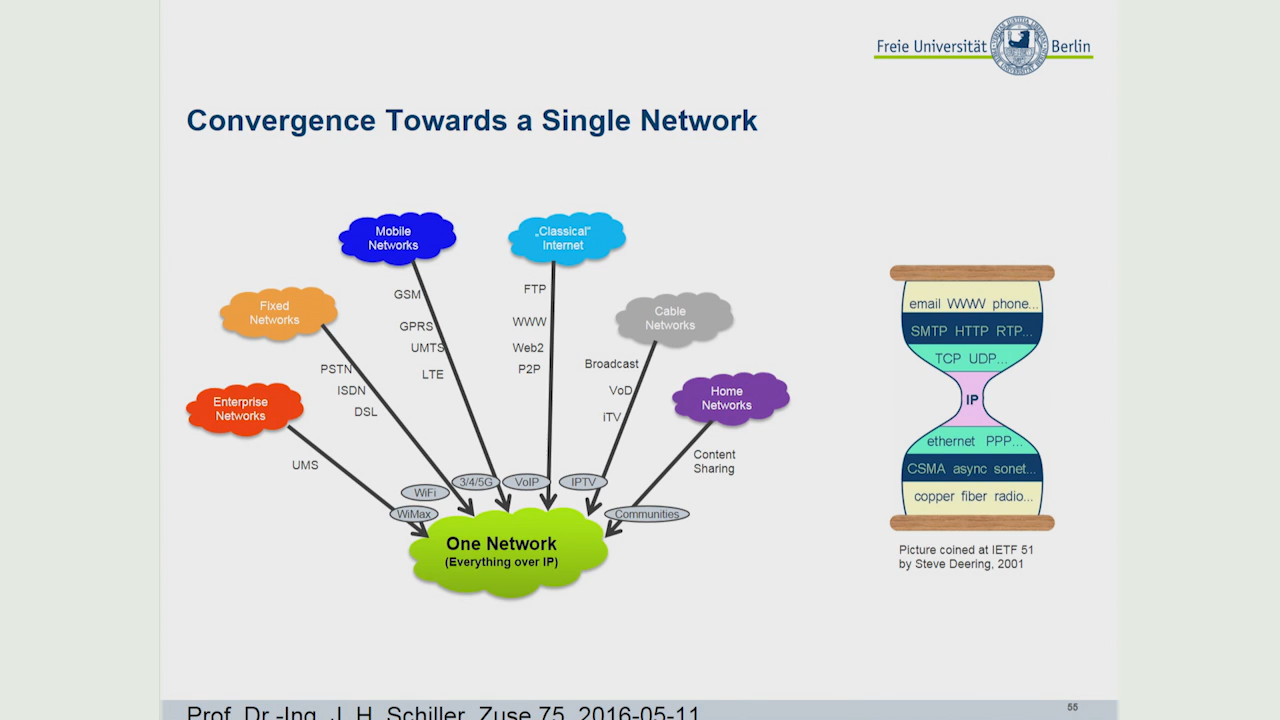 Freie Universität Berlin
Convergence Towards a Single Network
Mobile
Networks
„Classical"
Internet
Fixed
Networks
Cable
Networks
Enterprise
Networks
Home
Networks
GSM
GPRS
UMTS
LTE
FTP
WWW
Web2
P2P
PSTN
ISDN
DSL
Broadcast
VoD
iTV
UMS
Content
Sharing
WiFi
WiMax
3/4/5G
VoIP
IPTV
Communities
One Network
(Everything over IP)
email WWW phone...
SMTP HTTP RTP...
TCP UDP...
IP
ethernet PPP...
CSMA async sonet...
copper fiber radio...
Picture coined at IETF 51
by Steve Deering, 2001
Prof. Dr.-Ing. J. H. Schiller, Zuse 75, 2016-05-11
55